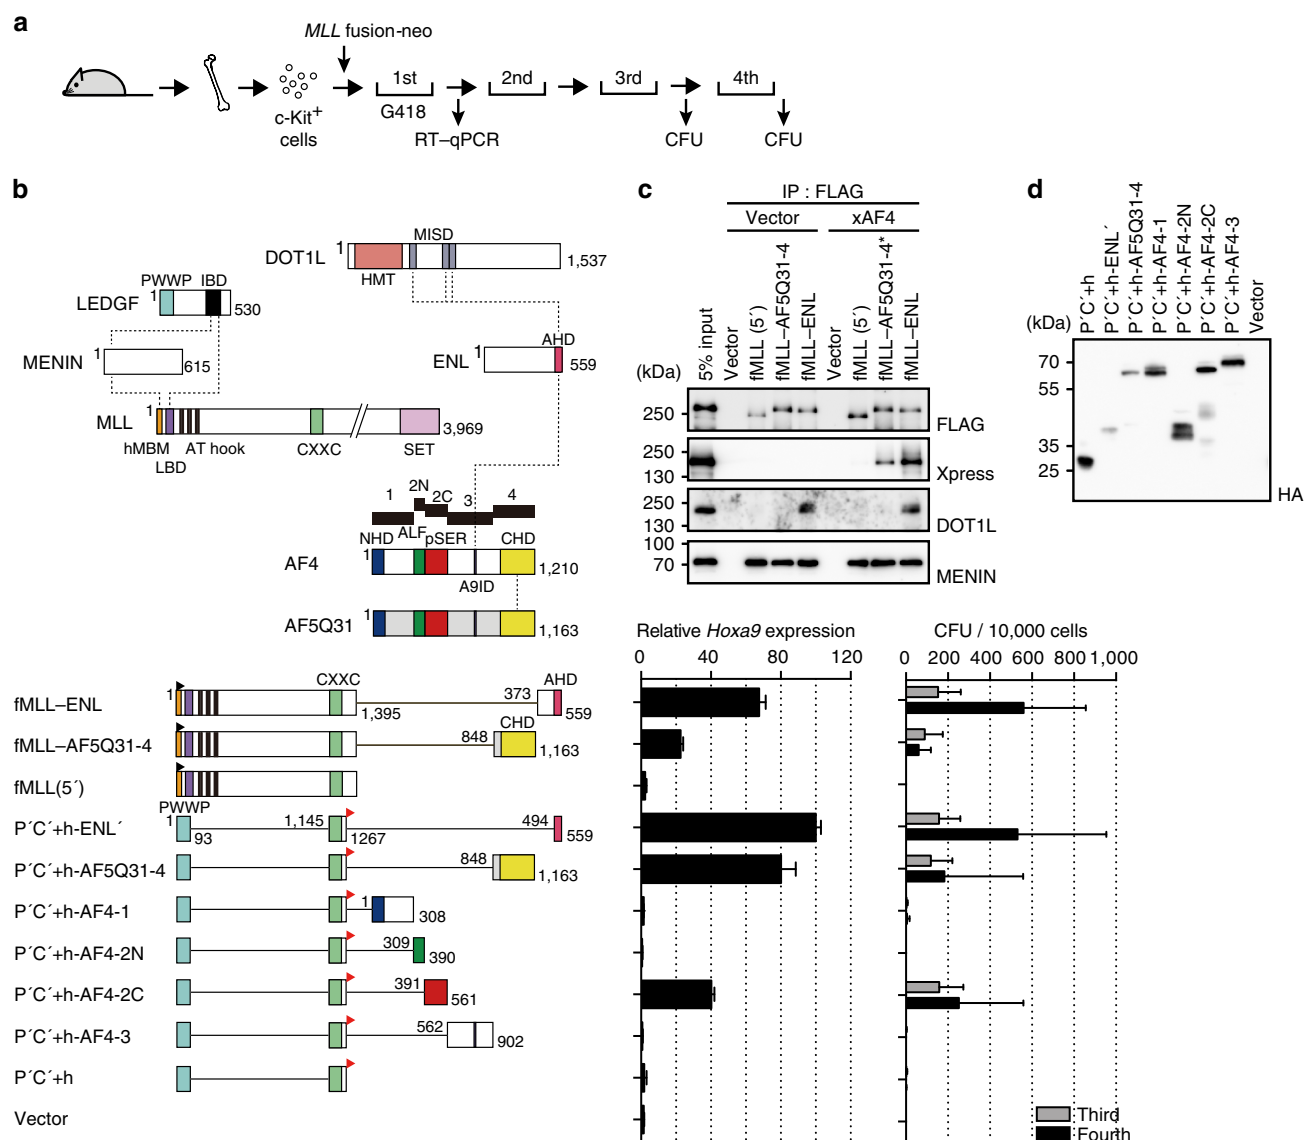 a
MLL fusion-neo
1st
2nd
3rd
4th
c-Kit+
cells
G418
RT–qPCR
CFU
CFU
b
DOT1L
1
MISD
HMT
1,537
LEDGF
PWWP
IBD
1
530
MENIN
1
615
ENL
1
AHD
559
MLL
1
hMBM
LBD
AT hook
CXXC
SET
3,969
1
2N
2C
3
4
NHD
ALF
pSER
CHD
AF4
1
1,210
A9ID
AF5Q31
1
1,163
fMLL–ENL
1
CXXC
1,395
373
AHD
559
fMLL–AF5Q31-4
848
CHD
1,163
fMLL(5´)
P´C´+h-ENL´
PWWP
1
93
1,145
1267
494
559
P´C´+h-AF5Q31-4
848
1,163
P´C´+h-AF4-1
1
308
P´C´+h-AF4-2N
309
390
P´C´+h-AF4-2C
391
561
P´C´+h-AF4-3
562
902
P´C´+h
Vector
c
IP : FLAG
Vector
xAF4
(kDa)
5% input
Vector
fMLL (5´)
fMLL–AF5Q31-4
fMLL–ENL
Vector
fMLL (5´)
fMLL–AF5Q31-4*
fMLL–ENL
250
FLAG
250
130
Xpress
250
130
DOT1L
100
70
MENIN
d
(kDa)
P´C´+h
P´C´+h-ENL´
P´C´+h-AF5Q31-4
P´C´+h-AF4-1
P´C´+h-AF4-2N
P´C´+h-AF4-2C
P´C´+h-AF4-3
Vector
70
55
35
25
HA
Relative Hoxa9 expression
0 40 80 120
CFU / 10,000 cells
0 200 400 600 800 1,000
Third
Fourth